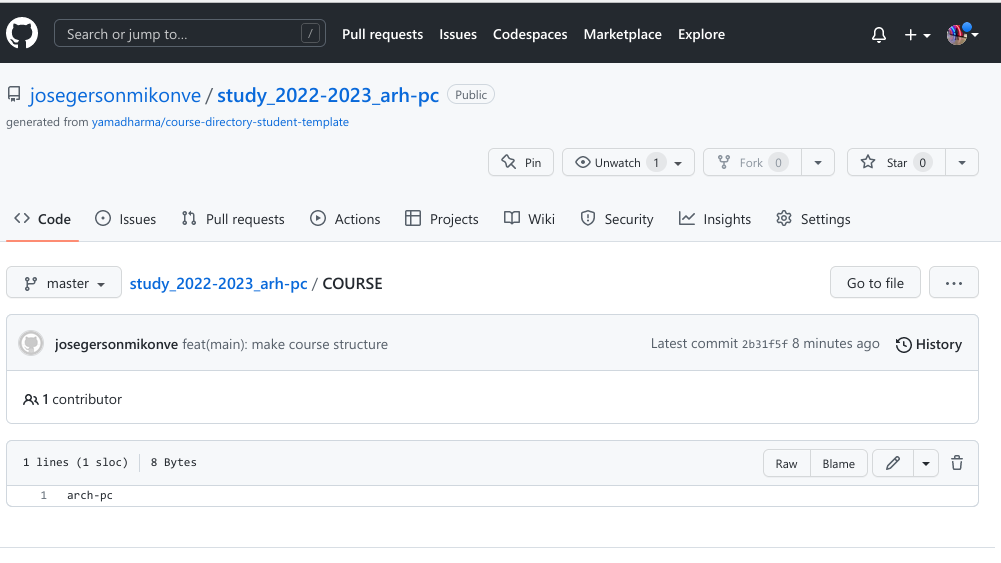 Search or jump to... / Pull requests Issues Codespaces Marketplace Explore
josegersonmikonve / study_2022-2023_arh-pc Public
generated from yamadharma/course-directory-student-template
Pin Unwatch 1 Fork 0 Star 0
Code Issues Pull requests Actions Projects Wiki Security Insights Settings
master study_2022-2023_arh-pc / COURSE Go to file ...
josegersonmikonve feat(main): make course structure Latest commit 2b31f5f 8 minutes ago History
1 contributor
1 lines (1 sloc) 8 Bytes Raw Blame
1 arch-pc